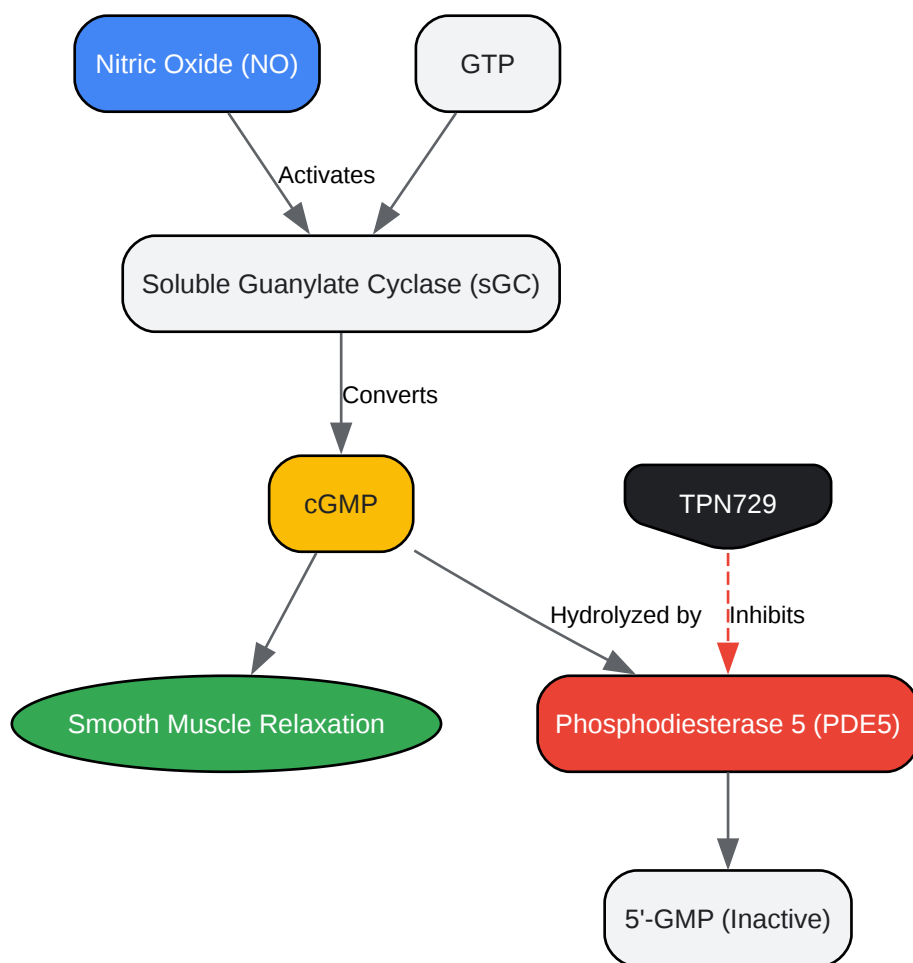 Nitric Oxide (NO)
GTP
Activates
Soluble Guanylate Cyclase (sGC)
Converts
cGMP
TPN729
Hydrolyzed by
Inhibits
Smooth Muscle Relaxation
Phosphodiesterase 5 (PDE5)
5'-GMP (Inactive)